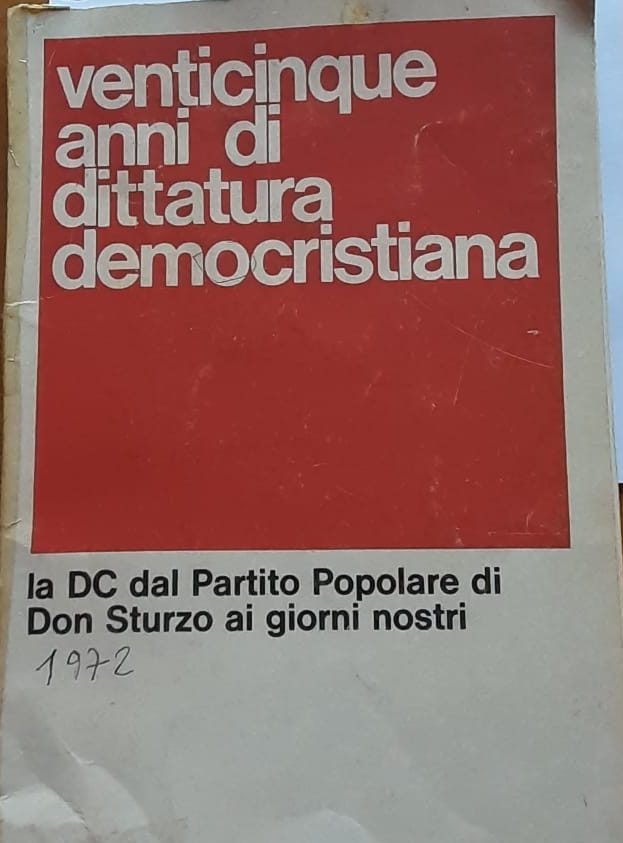 venticinque
anni di
dittatura
democristiana
la DC dal Partito Popolare di
Don Sturzo ai giorni nostri
1972